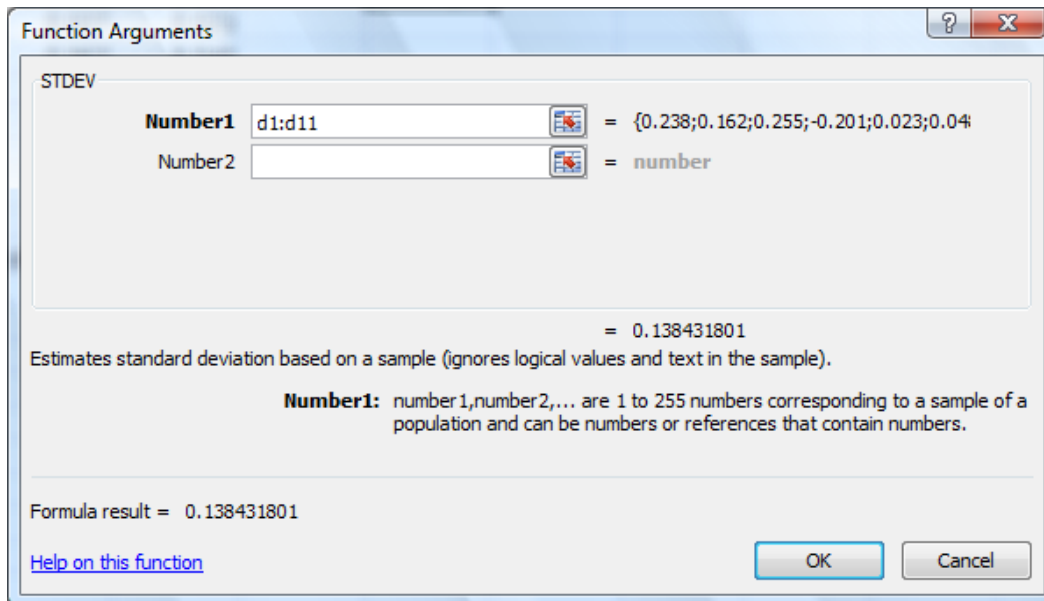 Function Arguments
STDEV
Number1 d1:d11 = {0.238;0.162;0.255;-0.201;0.023;0.04
Number2 = number
= 0.138431801
Estimates standard deviation based on a sample (ignores logical values and text in the sample).
Number1: number1,number2,... are 1 to 255 numbers corresponding to a sample of a
population and can be numbers or references that contain numbers.
Formula result = 0.138431801
Help on this function
OK Cancel